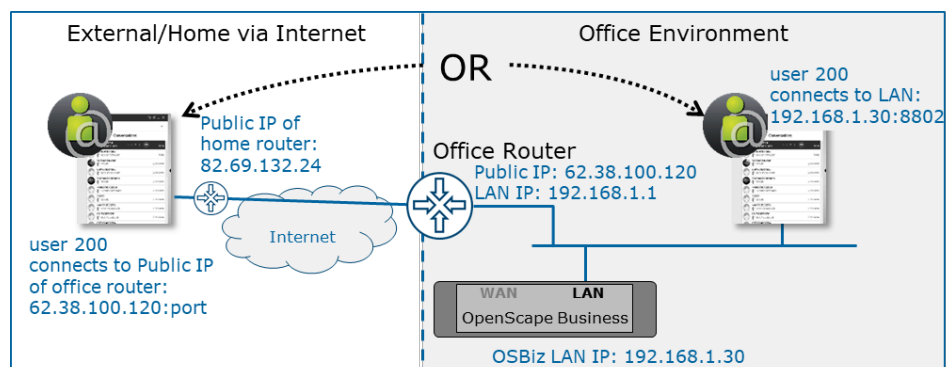 External/Home via Internet
Office Environment
OR
user 200
connects to LAN:
192.168.1.30:8802
Public IP of
home router:
82.69.132.24
Office Router
Public IP: 62.38.100.120
LAN IP: 192.168.1.1
Internet
user 200
connects to Public IP
of office router:
62.38.100.120:port
WAN LAN
OpenScape Business
OSBiz LAN IP: 192.168.1.30